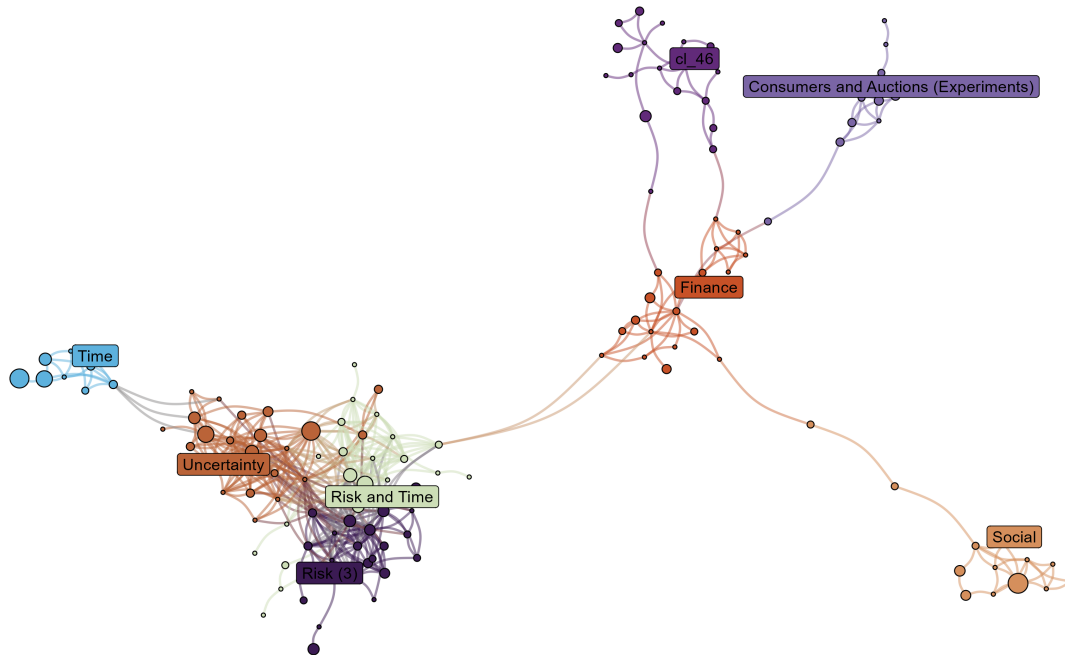 cl_46
Consumers and Auctions (Experiments)
Finance
Time
Uncertainty
Risk and Time
Social
Risk (3)